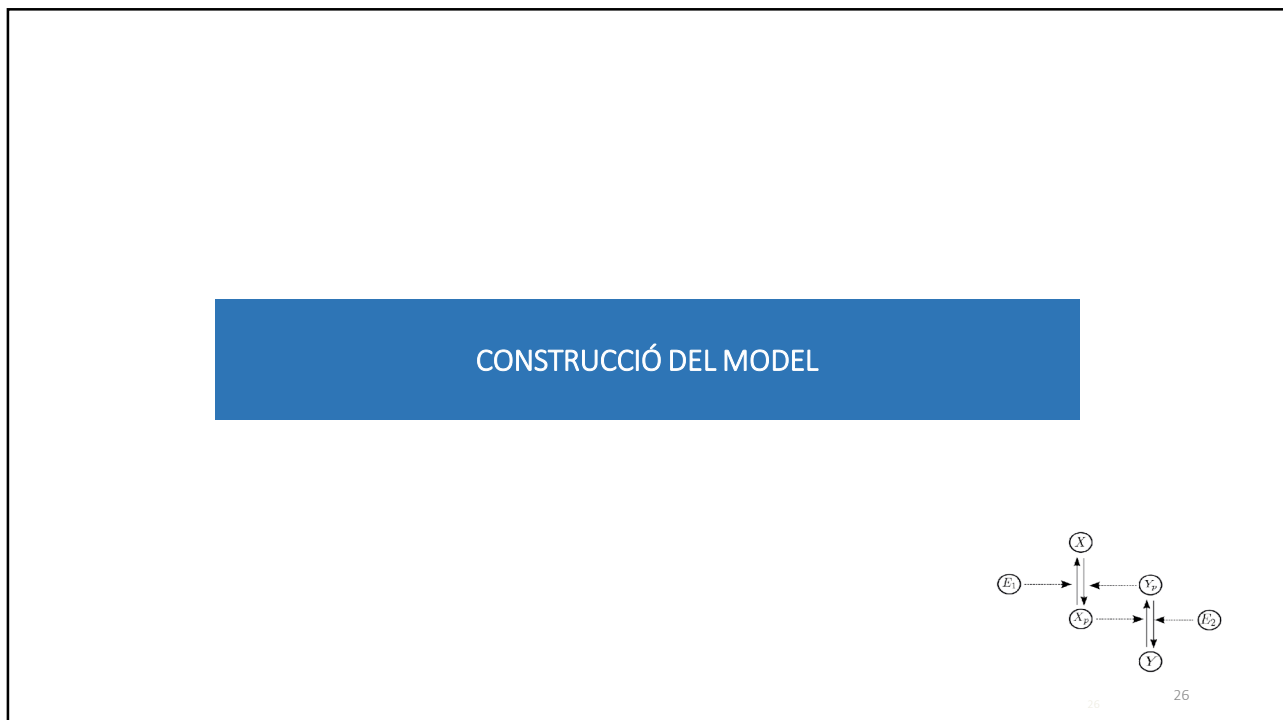 CONSTRUCCIÓ DEL MODEL
X
E₁
Yₚ
Xₚ
E₂
Y
26
26